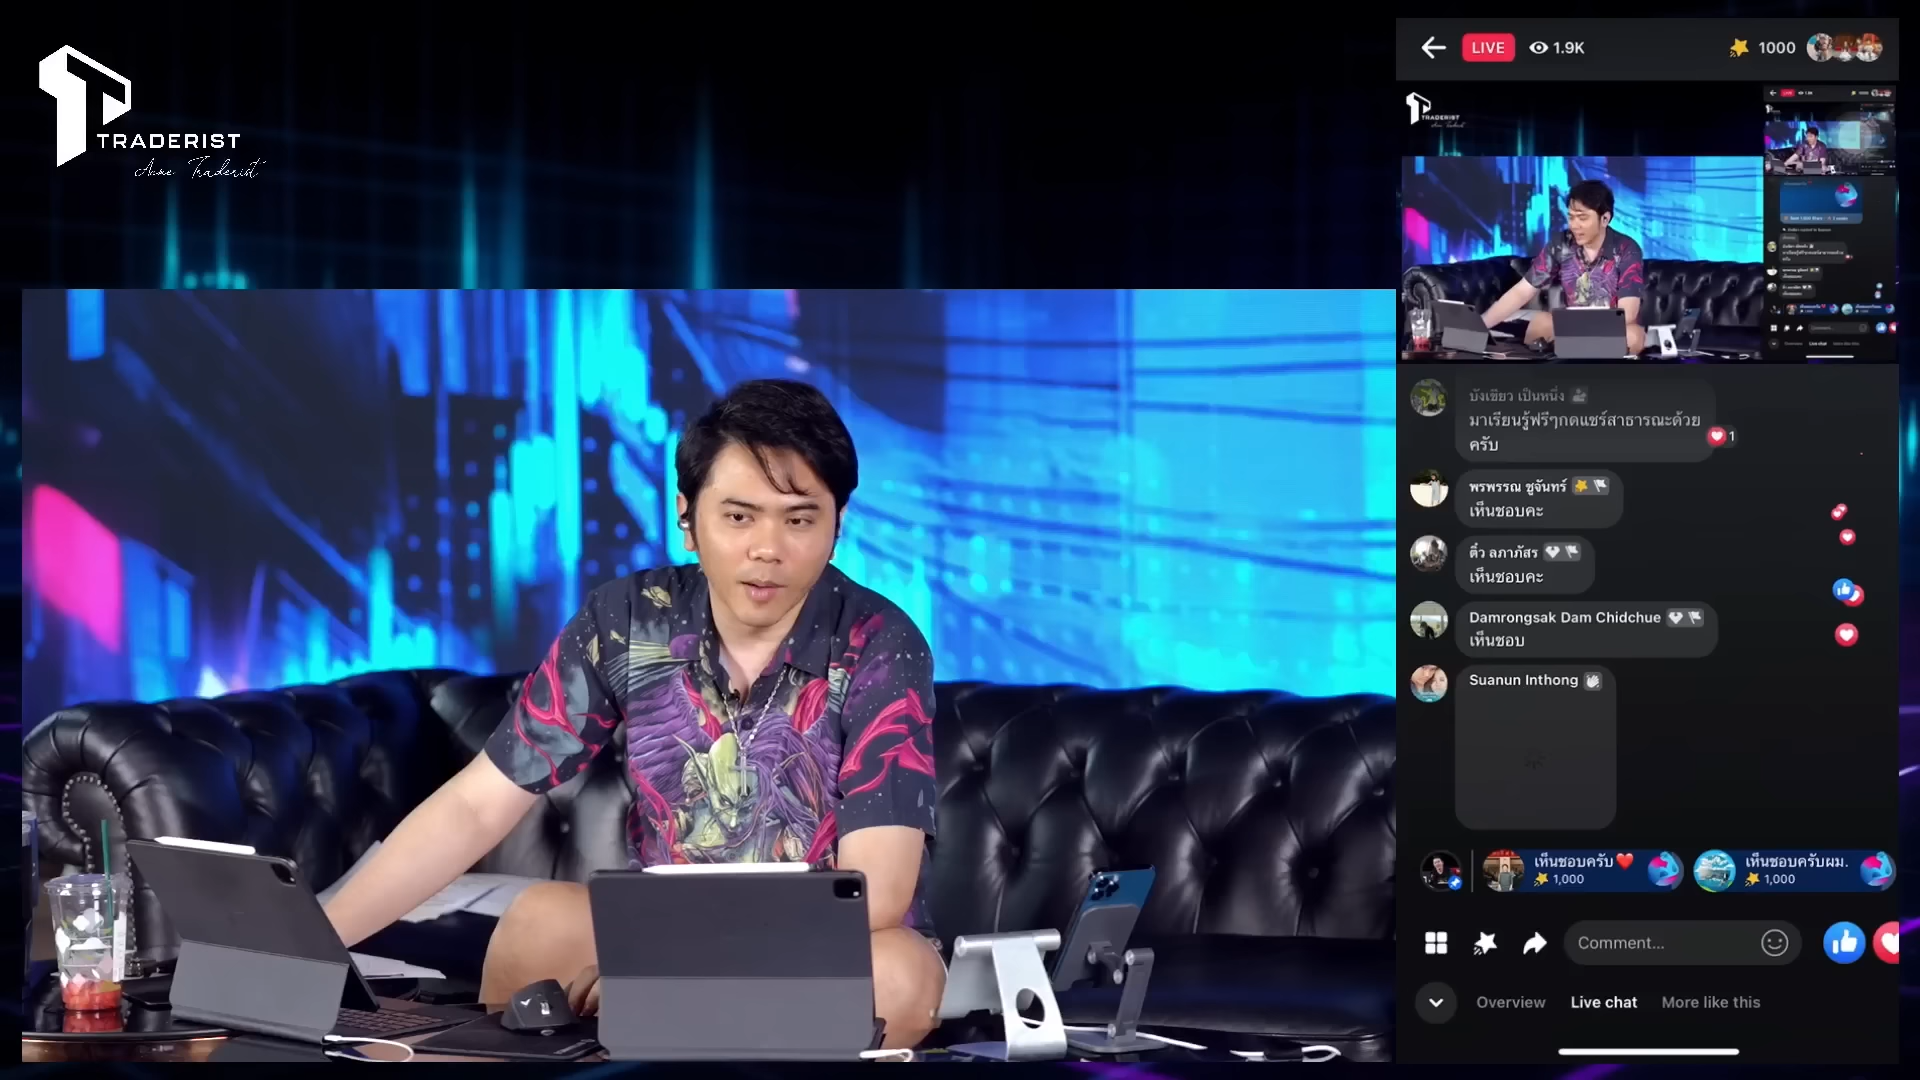 TRADERIST
Acme Traderist
LIVE
1.9K
1000
TRADERIST
บังเขียว เป็นหนึ่ง
มาเรียนรู้ฟรีๆกดแชร์สาธารณะด้วย
ครับ
1
พรพรรณ ชูจันทร์
เห็นชอบคะ
ติ๋ว ลภาภัสร
เห็นชอบคะ
Damrongsak Dam Chidchue
เห็นชอบ
Suanun Inthong
เห็นชอบครับ
1,000
เห็นชอบครับผม.
1,000
Comment...
Overview
Live chat
More like this